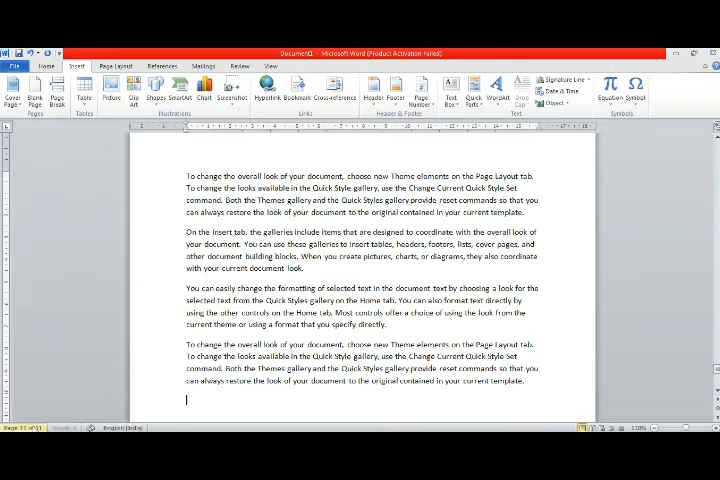 Document1 - Microsoft Word (Product Activation Failed)
File Home Insert Page Layout References Mailings Review View
Cover Page Blank Page Page Break Table Picture Clip Art Shapes SmartArt Chart Screenshot Hyperlink Bookmark Cross-reference Header Footer Page Number Text Box Quick Parts WordArt Drop Cap Signature Line Date & Time Object Equation Symbol
Pages Tables Illustrations Links Header & Footer Text Symbols
To change the overall look of your document, choose new Theme elements on the Page Layout tab.
To change the looks available in the Quick Style gallery, use the Change Current Quick Style Set
command. Both the Themes gallery and the Quick Styles gallery provide reset commands so that you
can always restore the look of your document to the original contained in your current template.
On the Insert tab, the galleries include items that are designed to coordinate with the overall look of
your document. You can use these galleries to insert tables, headers, footers, lists, cover pages, and
other document building blocks. When you create pictures, charts, or diagrams, they also coordinate
with your current document look.
You can easily change the formatting of selected text in the document text by choosing a look for the
selected text from the Quick Styles gallery on the Home tab. You can also format text directly by
using the other controls on the Home tab. Most controls offer a choice of using the look from the
current theme or using a format that you specify directly.
To change the overall look of your document, choose new Theme elements on the Page Layout tab.
To change the looks available in the Quick Style gallery, use the Change Current Quick Style Set
command. Both the Themes gallery and the Quick Styles gallery provide reset commands so that you
can always restore the look of your document to the original contained in your current template.
English (India) 110%